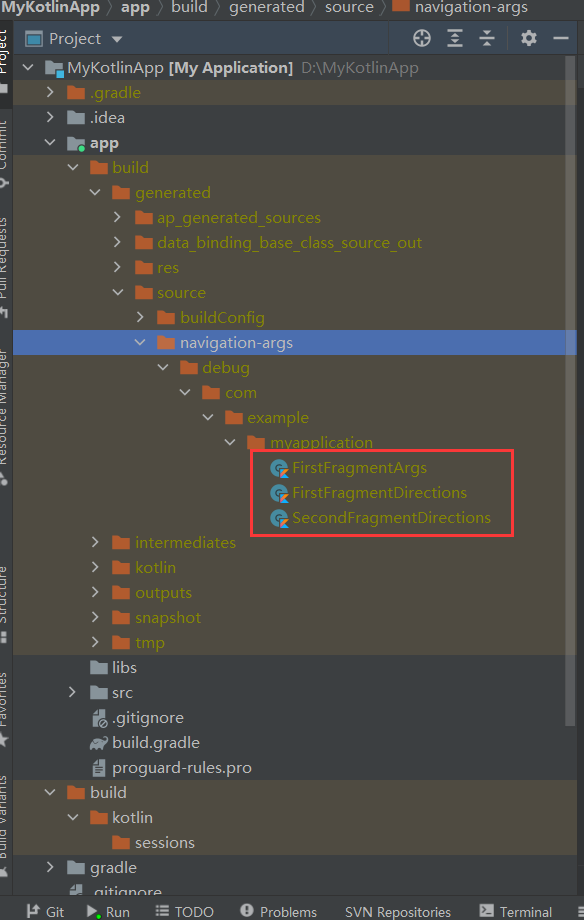 MyKotlinApp app build generated source navigation-args
Project
MyKotlinApp [My Application] D:\MyKotlinApp
.gradle
.idea
app
build
generated
ap_generated_sources
data_binding_base_class_source_out
res
source
buildConfig
navigation-args
debug
com
example
myapplication
FirstFragmentArgs
FirstFragmentDirections
SecondFragmentDirections
intermediates
kotlin
outputs
snapshot
tmp
libs
src
.gitignore
build.gradle
proguard-rules.pro
build
kotlin
sessions
gradle
.gitignore
Project
Commit
Pull Requests
Resource Manager
Structure
Favorites
Build Variants
Git Run TODO Problems SVN Repositories Terminal